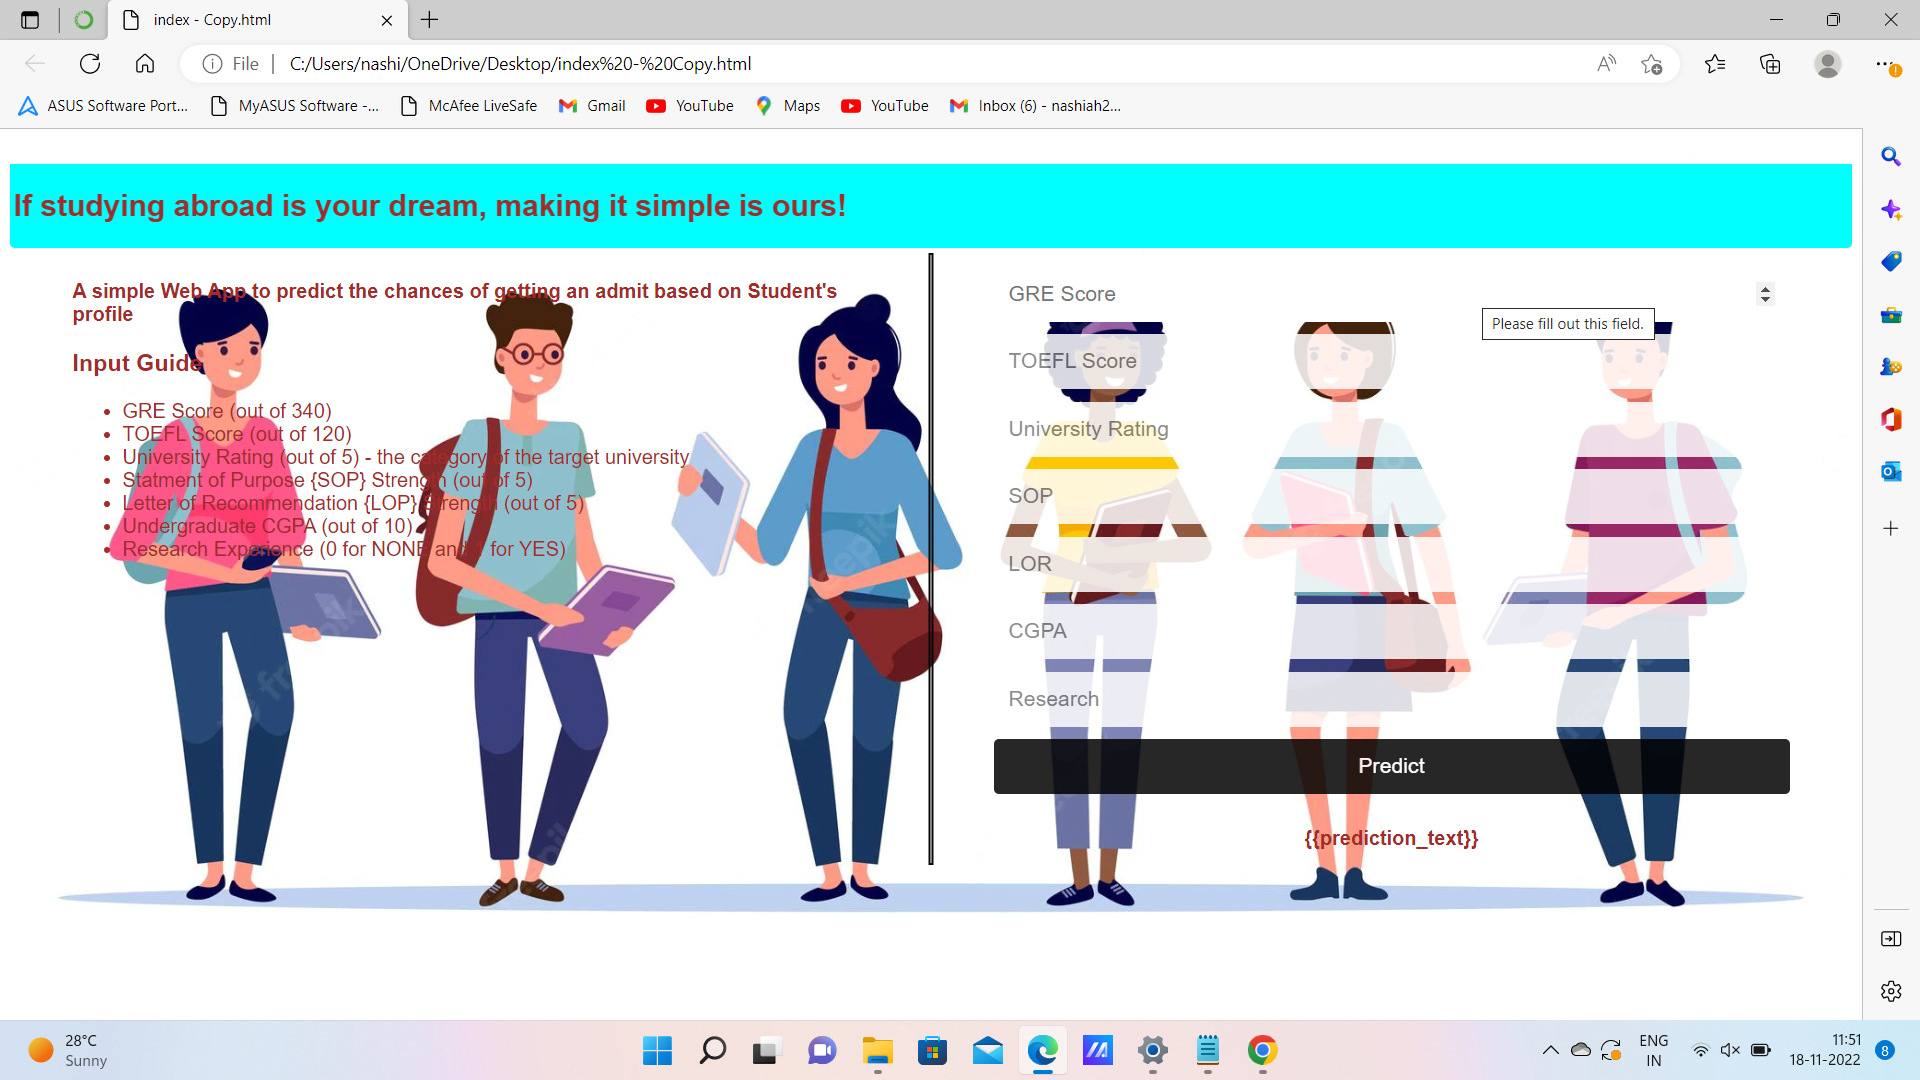 index - Copy.html
File
C:/Users/nashi/OneDrive/Desktop/index%20-%20Copy.html
ASUS Software Port...
MyASUS Software -...
McAfee LiveSafe
Gmail
YouTube
Maps
YouTube
Inbox (6) - nashiah2...
If studying abroad is your dream, making it simple is ours!
A simple Web App to predict the chances of getting an admit based on Student's
profile
Input Guide
GRE Score (out of 340)
TOEFL Score (out of 120)
University Rating (out of 5) - the category of the target university
Statment of Purpose {SOP} Strength (out of 5)
Letter of Recommendation {LOP} Strength (out of 5)
Undergraduate CGPA (out of 10)
Research Experience (0 for NONE and 1 for YES)
GRE Score
Please fill out this field.
TOEFL Score
University Rating
SOP
LOR
CGPA
Research
Predict
{{prediction_text}}
28°C
Sunny
ENG
IN
11:51
18-11-2022
8